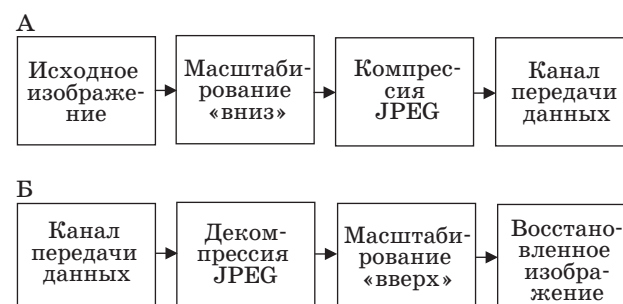 А
Исходное
изображе-
ние
Масштаби-
рование
«вниз»
Компрес-
сия
JPEG
Канал
передачи
данных
Б
Канал
передачи
данных
Деком-
прессия
JPEG
Масштаби-
рование
«вверх»
Восстано-
вленное
изобра-
жение